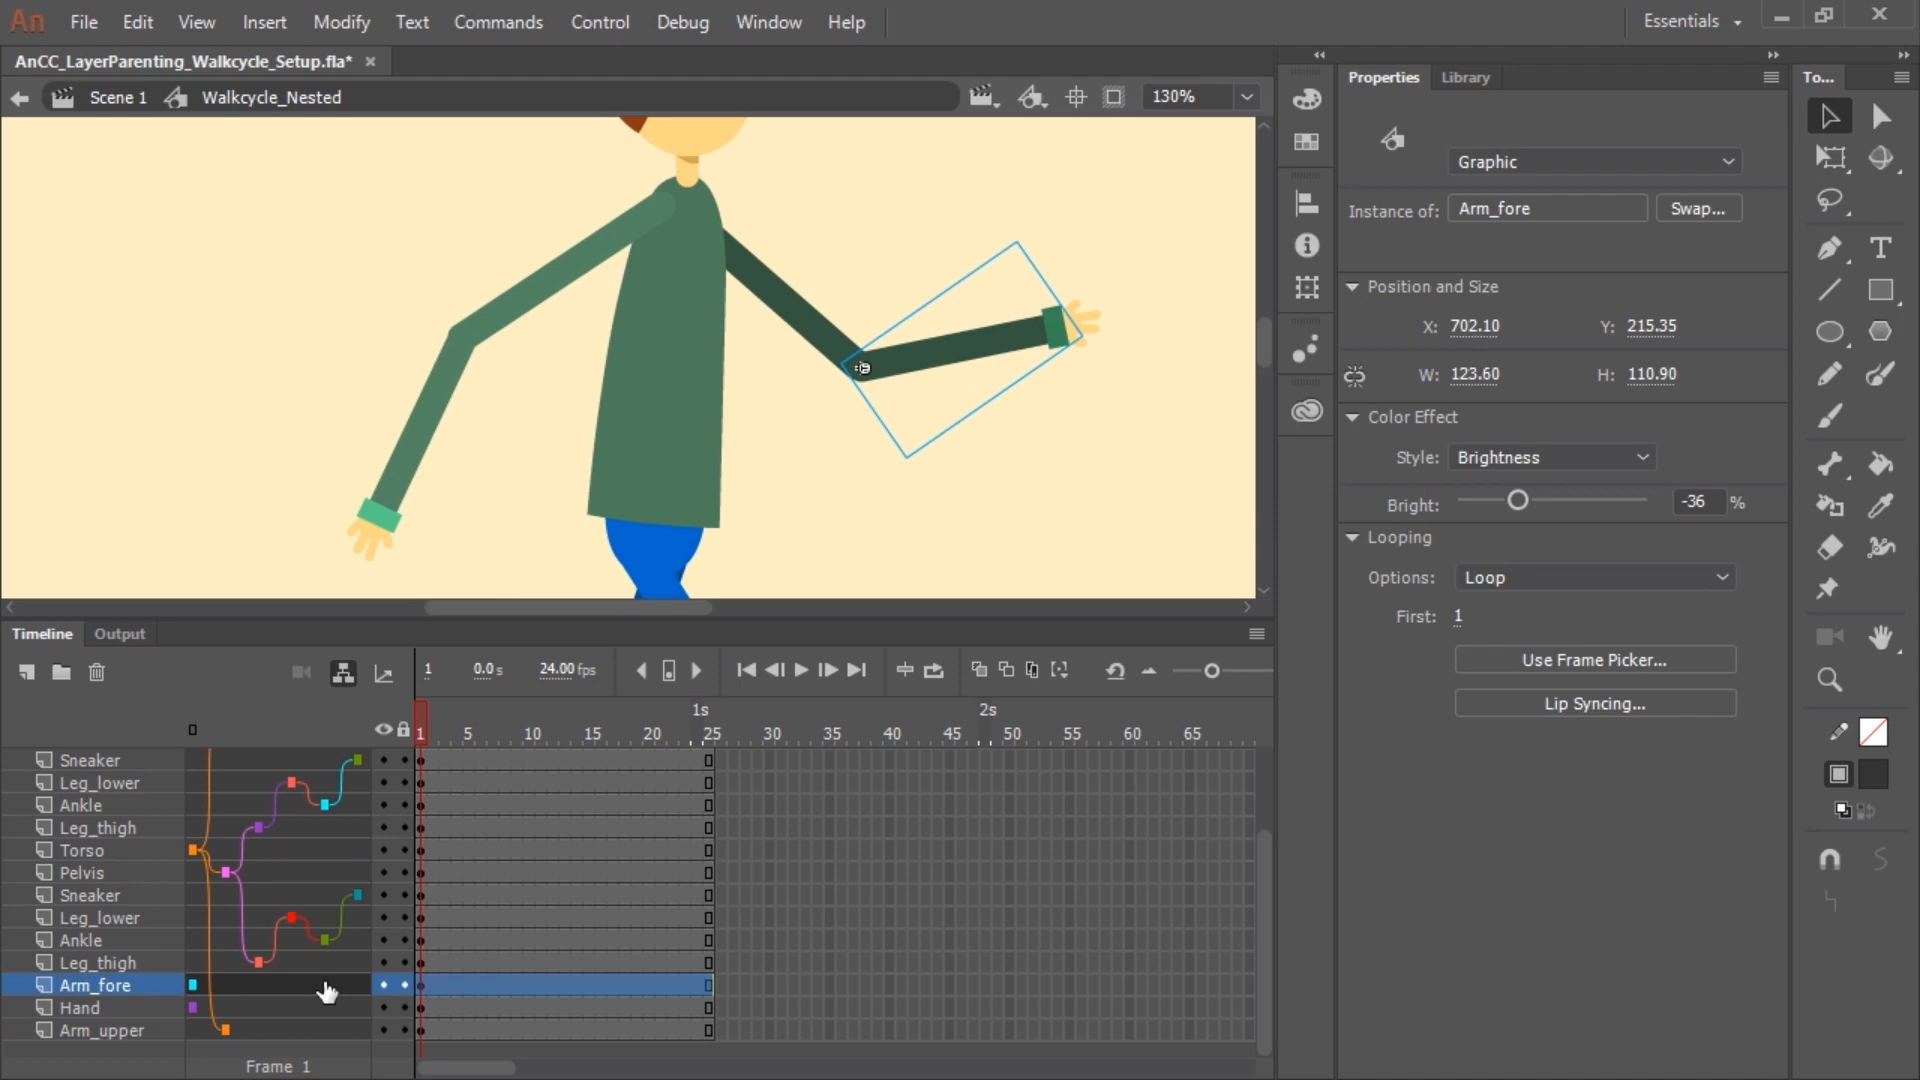 An File Edit View Insert Modify Text Commands Control Debug Window Help Essentials
AnCC_LayerParenting_Walkcycle_Setup.fla*
Scene 1 Walkcycle_Nested 130%
Properties Library
To...
Graphic
Instance of: Arm_fore Swap...
Position and Size
X: 702.10 Y: 215.35
W: 123.60 H: 110.90
Color Effect
Style: Brightness
Bright: -36 %
Looping
Options: Loop
First: 1
Use Frame Picker...
Lip Syncing...
Timeline Output
1 0.0 s 24.00 fps
1s 2s
1 5 10 15 20 25 30 35 40 45 50 55 60 65
Sneaker
Leg_lower
Ankle
Leg_thigh
Torso
Pelvis
Sneaker
Leg_lower
Ankle
Leg_thigh
Arm_fore
Hand
Arm_upper
Frame 1